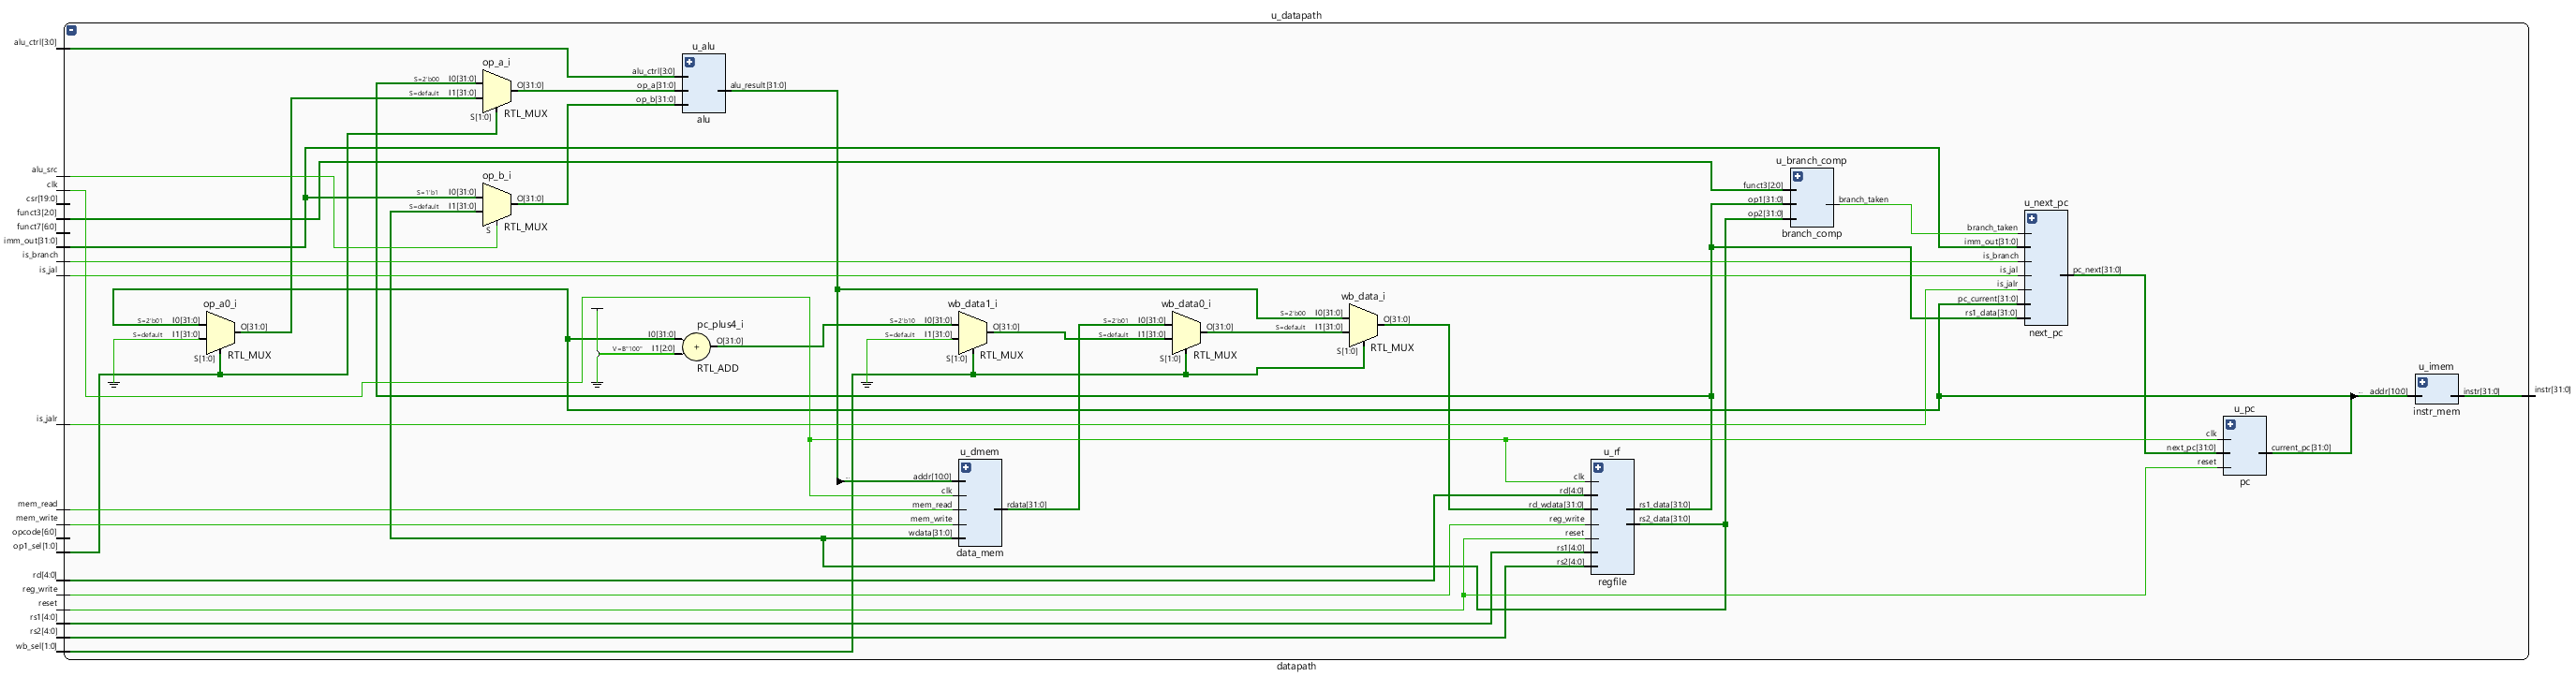 u_datapath
alu_ctrl[3:0]
alu_src
clk
csr[19:0]
funct3[2:0]
funct7[6:0]
imm_out[31:0]
is_branch
is_jal
is_jalr
mem_read
mem_write
opcode[6:0]
op1_sel[1:0]
rd[4:0]
reg_write
reset
rs1[4:0]
rs2[4:0]
wb_sel[1:0]
op_a_i
S=2'b00 I0[31:0]
S=default I1[31:0]
O[31:0]
S[1:0]
RTL_MUX
u_alu
alu_ctrl[3:0]
op_a[31:0]
op_b[31:0]
alu_result[31:0]
alu
op_b_i
S=1'b1 I0[31:0]
S=default I1[31:0]
O[31:0]
S
RTL_MUX
u_branch_comp
funct3[2:0]
op1[31:0]
op2[31:0]
branch_taken
branch_comp
u_next_pc
branch_taken
imm_out[31:0]
is_branch
is_jal
is_jalr
pc_current[31:0]
rs1_data[31:0]
pc_next[31:0]
next_pc
op_a0_i
S=2'b01 I0[31:0]
S=default I1[31:0]
O[31:0]
S[1:0]
RTL_MUX
pc_plus4_i
I0[31:0]
V=B"100" I1[2:0]
+
O[31:0]
RTL_ADD
wb_data1_i
S=2'b10 I0[31:0]
S=default I1[31:0]
O[31:0]
S[1:0]
RTL_MUX
wb_data0_i
S=2'b01 I0[31:0]
S=default I1[31:0]
O[31:0]
S[1:0]
RTL_MUX
wb_data_i
S=2'b00 I0[31:0]
S=default I1[31:0]
O[31:0]
S[1:0]
RTL_MUX
u_imem
addr[10:0]
instr[31:0]
instr_mem
instr[31:0]
u_pc
clk
next_pc[31:0]
reset
current_pc[31:0]
pc
u_dmem
addr[10:0]
clk
mem_read
mem_write
wdata[31:0]
rdata[31:0]
data_mem
u_rf
clk
rd[4:0]
rd_wdata[31:0]
reg_write
reset
rs1[4:0]
rs2[4:0]
rs1_data[31:0]
rs2_data[31:0]
regfile
datapath